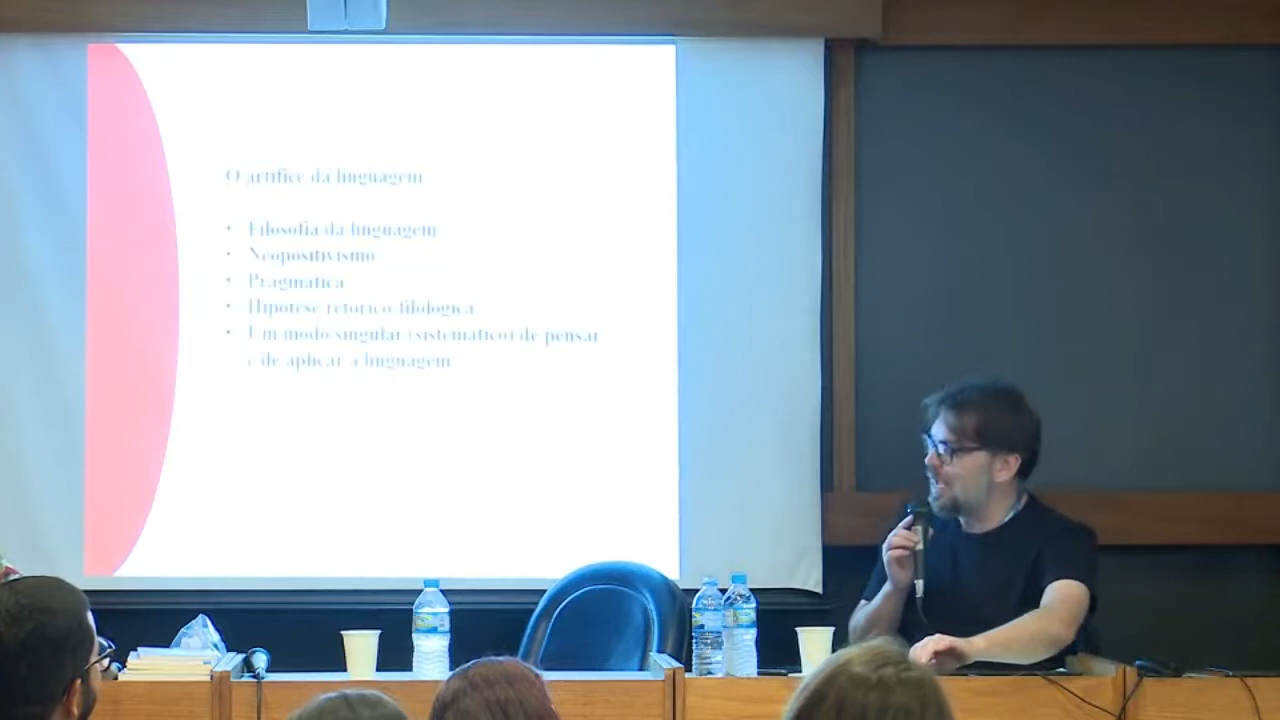 O artífice da linguagem
• Filosofia da linguagem
• Neopositivismo
• Pragmática
• Hipótese retórico-filológica
• Um modo singular (sistemático) de pensar
e de aplicar a linguagem